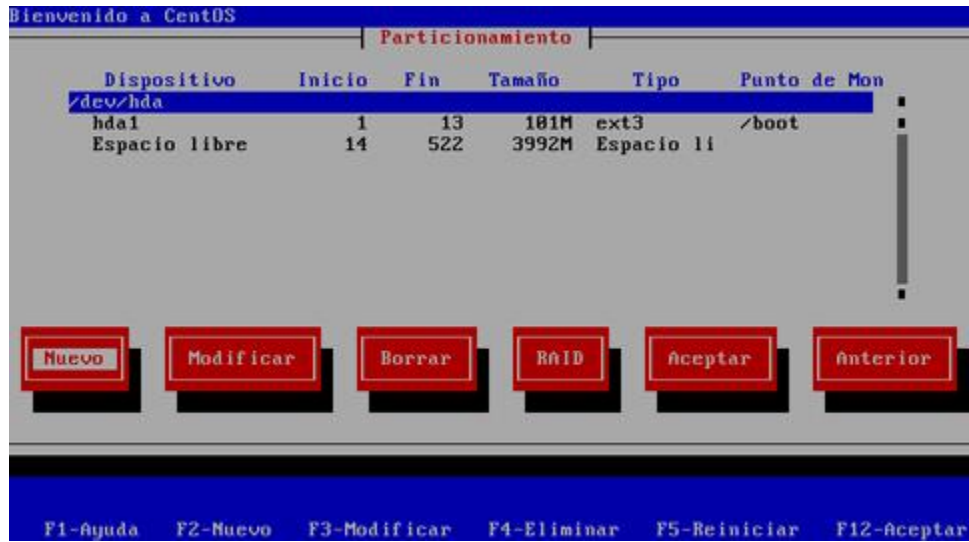 Bienvenido a CentOS
Particionamiento
Dispositivo Inicio Fin Tamaño Tipo Punto de Mon
/dev/hda
hda1 1 13 101M ext3 /boot
Espacio libre 14 522 3992M Espacio li
Nuevo Modificar Borrar RAID Aceptar Anterior
F1-Ayuda F2-Nuevo F3-Modificar F4-Eliminar F5-Reiniciar F12-Aceptar